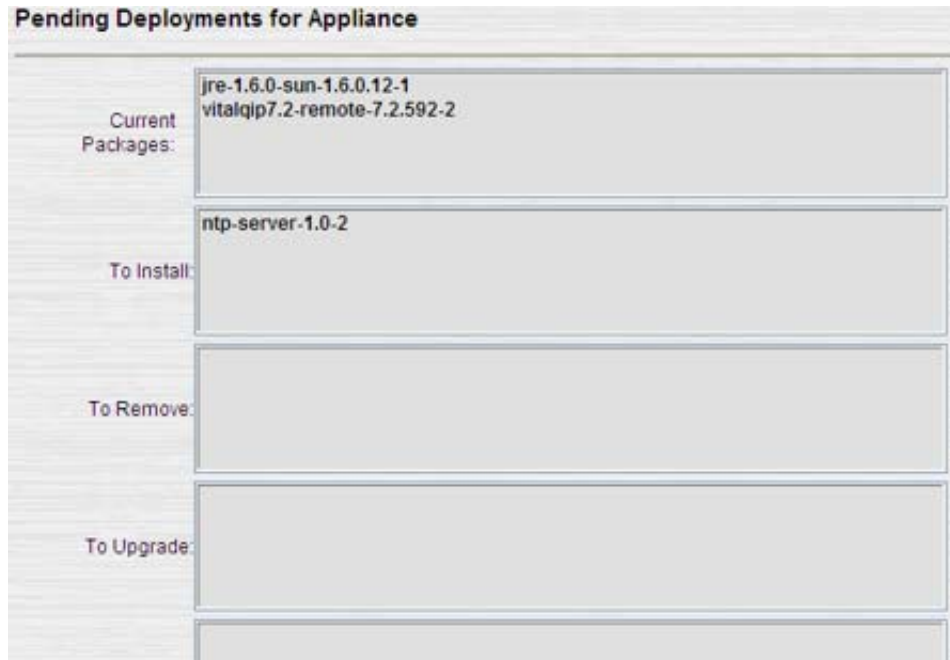 Pending Deployments for Appliance
Current
Packages:
jre-1.6.0-sun-1.6.0.12-1
vitalqip7.2-remote-7.2.592-2
To Install:
ntp-server-1.0-2
To Remove:
To Upgrade: